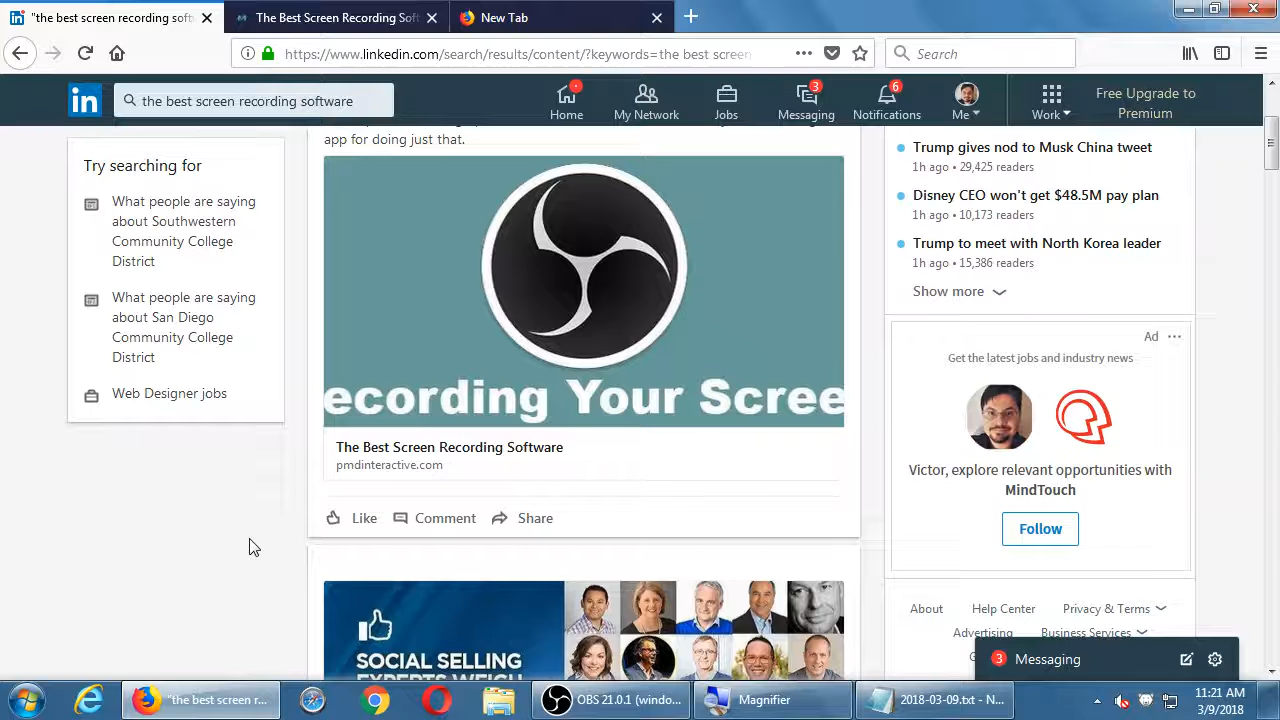 "the best screen recording soft
The Best Screen Recording Soft
New Tab
https://www.linkedin.com/search/results/content/?keywords=the best screen
Search
in
the best screen recording software
Home
My Network
Jobs
3
Messaging
6
Notifications
Me
Work
Free Upgrade to
Premium
Try searching for
What people are saying
about Southwestern
Community College
District
What people are saying
about San Diego
Community College
District
Web Designer jobs
app for doing just that.
ecording Your Scree
The Best Screen Recording Software
pmdinteractive.com
Like
Comment
Share
SOCIAL SELLING
EXPERTS WEIGH
Trump gives nod to Musk China tweet
1h ago • 29,425 readers
Disney CEO won't get $48.5M pay plan
1h ago • 10,173 readers
Trump to meet with North Korea leader
1h ago • 15,386 readers
Show more
Ad
Get the latest jobs and industry news
Victor, explore relevant opportunities with
MindTouch
Follow
About
Help Center
Privacy & Terms
Advertising
Business Services
3
Messaging
"the best screen r...
OBS 21.0.1 (windo...
Magnifier
2018-03-09.txt - N...
11:21 AM
3/9/2018